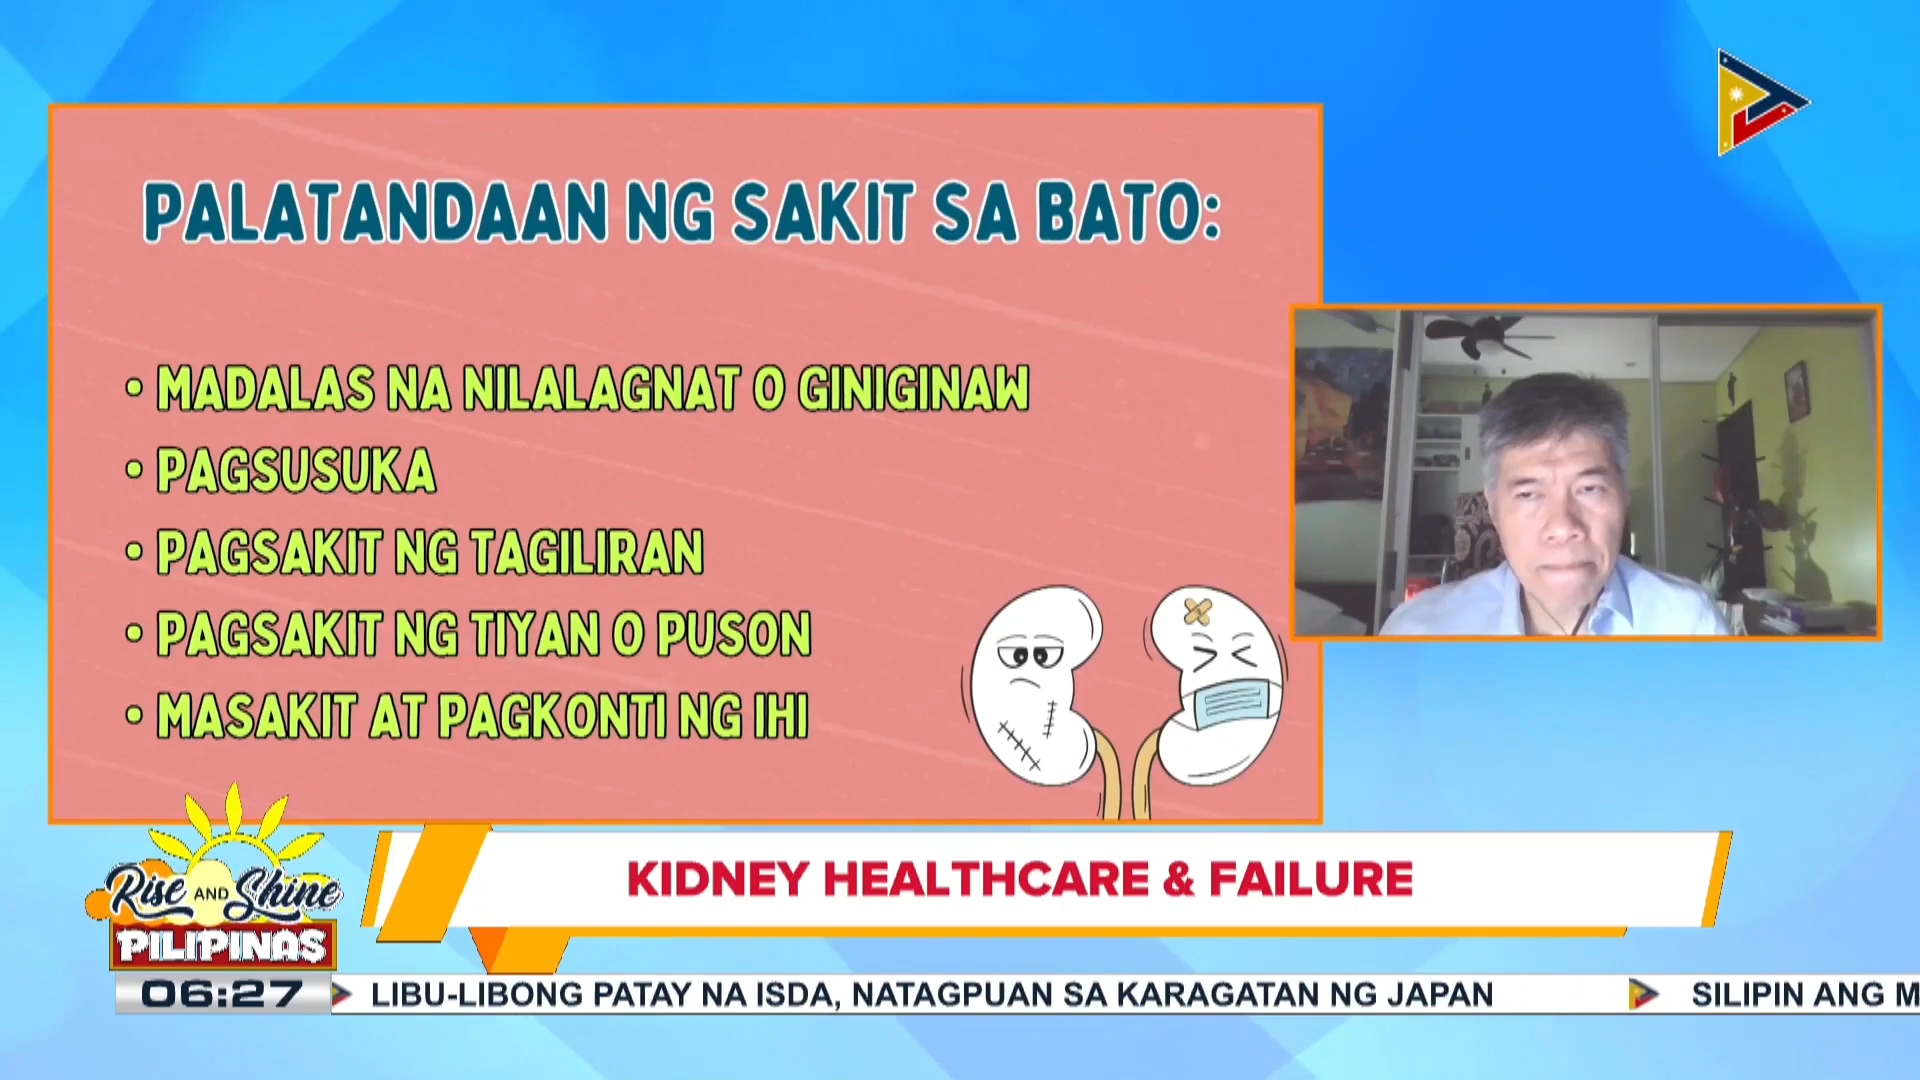 PALATANDAAN NG SAKIT SA BATO:
• MADALAS NA NILALAGNAT O GINIGINAW
• PAGSUSUKA
• PAGSAKIT NG TAGILIRAN
• PAGSAKIT NG TIYAN O PUSON
• MASAKIT AT PAGKONTI NG IHI
KIDNEY HEALTHCARE & FAILURE
Rise AND Shine
PILIPINAS
06:27
LIBU-LIBONG PATAY NA ISDA, NATAGPUAN SA KARAGATAN NG JAPAN
SILIPIN ANG M